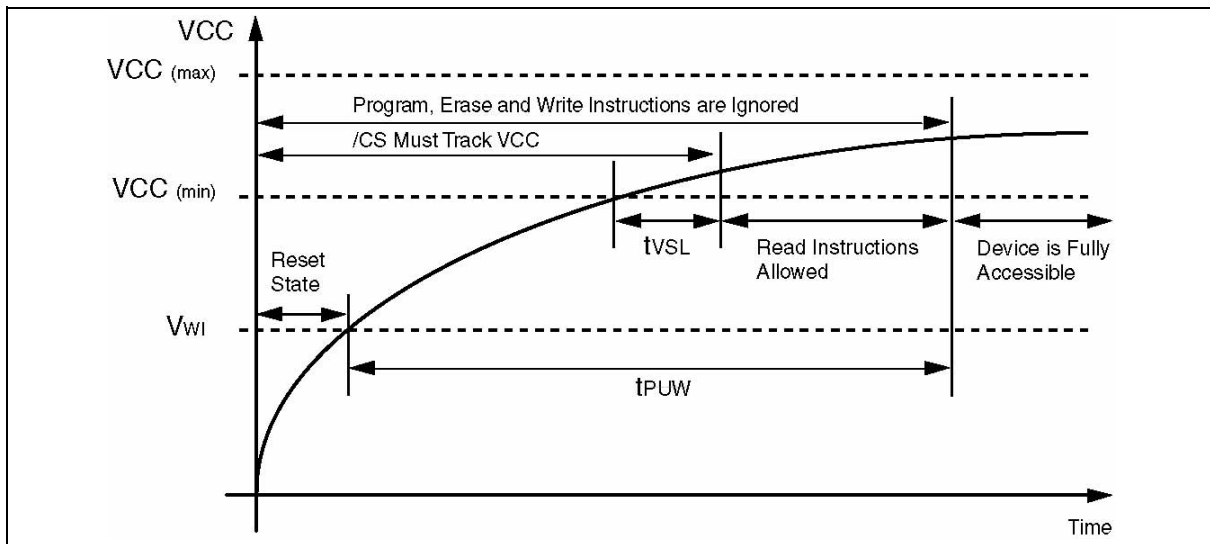 VCC
VCC (max)
Program, Erase and Write Instructions are Ignored
/CS Must Track VCC
VCC (min)
tVSL
Read Instructions
Allowed
Device is Fully
Accessible
Reset
State
VWI
tPUW
Time